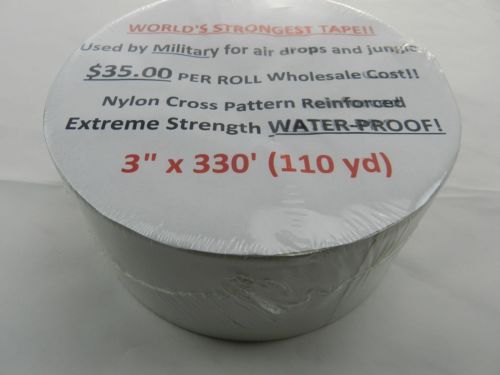 WORLD'S STRONGEST TAPE!!
Used by Military for air drops and jungle
$35.00 PER ROLL Wholesale Cost!!
Nylon Cross Pattern Reinforced
Extreme Strength WATER-PROOF!
3" x 330' (110 yd)